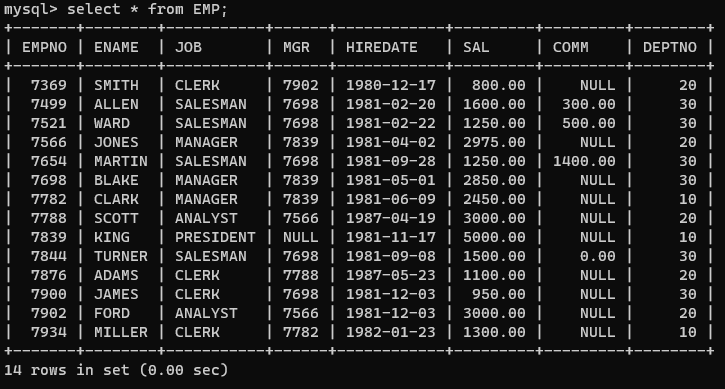 mysql> select * from EMP;
+-------+--------+-----------+------+------------+---------+---------+--------+
| EMPNO | ENAME  | JOB       | MGR  | HIREDATE   | SAL     | COMM    | DEPTNO |
+-------+--------+-----------+------+------------+---------+---------+--------+
|  7369 | SMITH  | CLERK     | 7902 | 1980-12-17 |  800.00 |    NULL |     20 |
|  7499 | ALLEN  | SALESMAN  | 7698 | 1981-02-20 | 1600.00 |  300.00 |     30 |
|  7521 | WARD   | SALESMAN  | 7698 | 1981-02-22 | 1250.00 |  500.00 |     30 |
|  7566 | JONES  | MANAGER   | 7839 | 1981-04-02 | 2975.00 |    NULL |     20 |
|  7654 | MARTIN | SALESMAN  | 7698 | 1981-09-28 | 1250.00 | 1400.00 |     30 |
|  7698 | BLAKE  | MANAGER   | 7839 | 1981-05-01 | 2850.00 |    NULL |     30 |
|  7782 | CLARK  | MANAGER   | 7839 | 1981-06-09 | 2450.00 |    NULL |     10 |
|  7788 | SCOTT  | ANALYST   | 7566 | 1987-04-19 | 3000.00 |    NULL |     20 |
|  7839 | KING   | PRESIDENT | NULL | 1981-11-17 | 5000.00 |    NULL |     10 |
|  7844 | TURNER | SALESMAN  | 7698 | 1981-09-08 | 1500.00 |    0.00 |     30 |
|  7876 | ADAMS  | CLERK     | 7788 | 1987-05-23 | 1100.00 |    NULL |     20 |
|  7900 | JAMES  | CLERK     | 7698 | 1981-12-03 |  950.00 |    NULL |     30 |
|  7902 | FORD   | ANALYST   | 7566 | 1981-12-03 | 3000.00 |    NULL |     20 |
|  7934 | MILLER | CLERK     | 7782 | 1982-01-23 | 1300.00 |    NULL |     10 |
+-------+--------+-----------+------+------------+---------+---------+--------+
14 rows in set (0.00 sec)